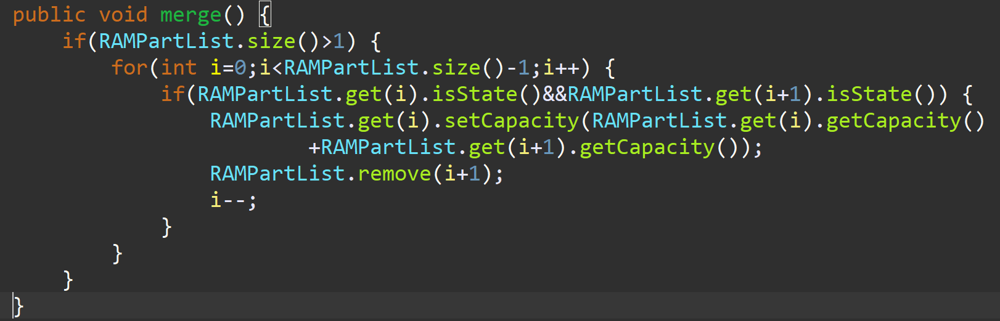 public void merge() {
    if(RAMPartList.size()>1) {
        for(int i=0;i<RAMPartList.size()-1;i++) {
            if(RAMPartList.get(i).isState()&&RAMPartList.get(i+1).isState()) {
                RAMPartList.get(i).setCapacity(RAMPartList.get(i).getCapacity()
                        +RAMPartList.get(i+1).getCapacity());
                RAMPartList.remove(i+1);
                i--;
            }
        }
    }
}